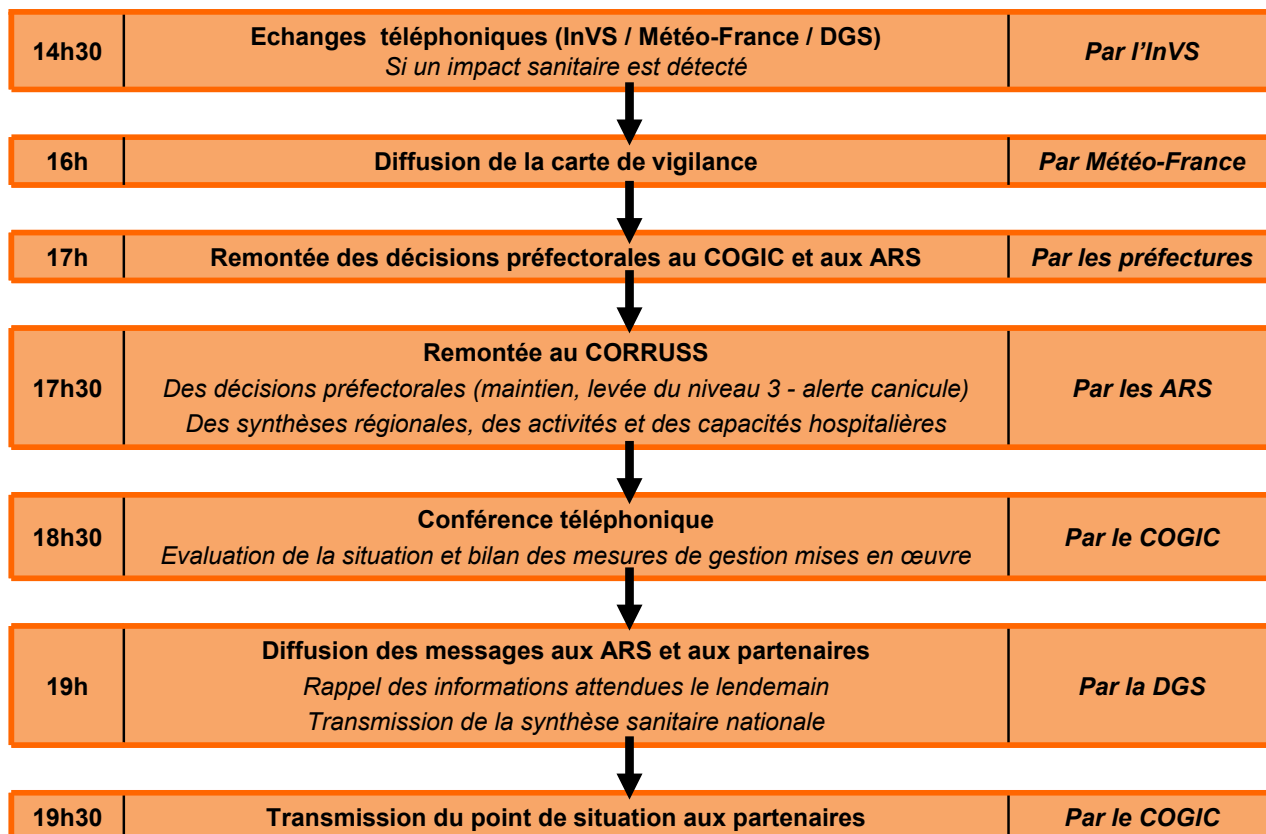 14h30
Echanges téléphoniques (InVS / Météo-France / DGS)
Si un impact sanitaire est détecté
Par l'InVS
16h
Diffusion de la carte de vigilance
Par Météo-France
17h
Remontée des décisions préfectorales au COGIC et aux ARS
Par les préfectures
17h30
Remontée au CORRUSS
Des décisions préfectorales (maintien, levée du niveau 3 - alerte canicule)
Des synthèses régionales, des activités et des capacités hospitalières
Par les ARS
18h30
Conférence téléphonique
Evaluation de la situation et bilan des mesures de gestion mises en œuvre
Par le COGIC
19h
Diffusion des messages aux ARS et aux partenaires
Rappel des informations attendues le lendemain
Transmission de la synthèse sanitaire nationale
Par la DGS
19h30
Transmission du point de situation aux partenaires
Par le COGIC